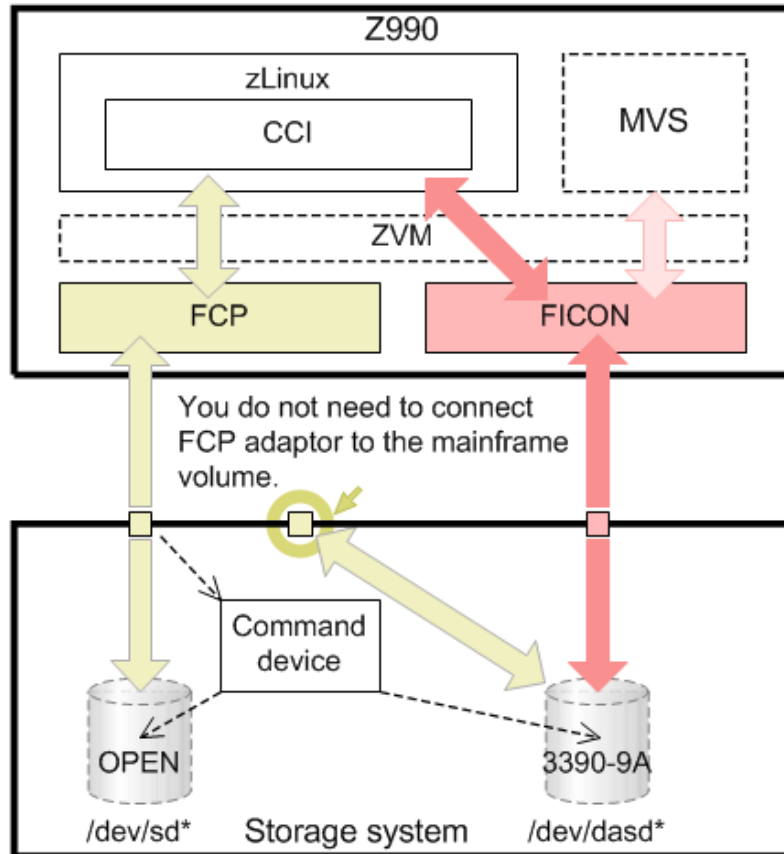 Z990
zLinux
CCI
MVS
ZVM
FCP
FICON
You do not need to connect
FCP adaptor to the mainframe
volume.
Command
device
OPEN
3390-9A
/dev/sd*
Storage system
/dev/dasd*